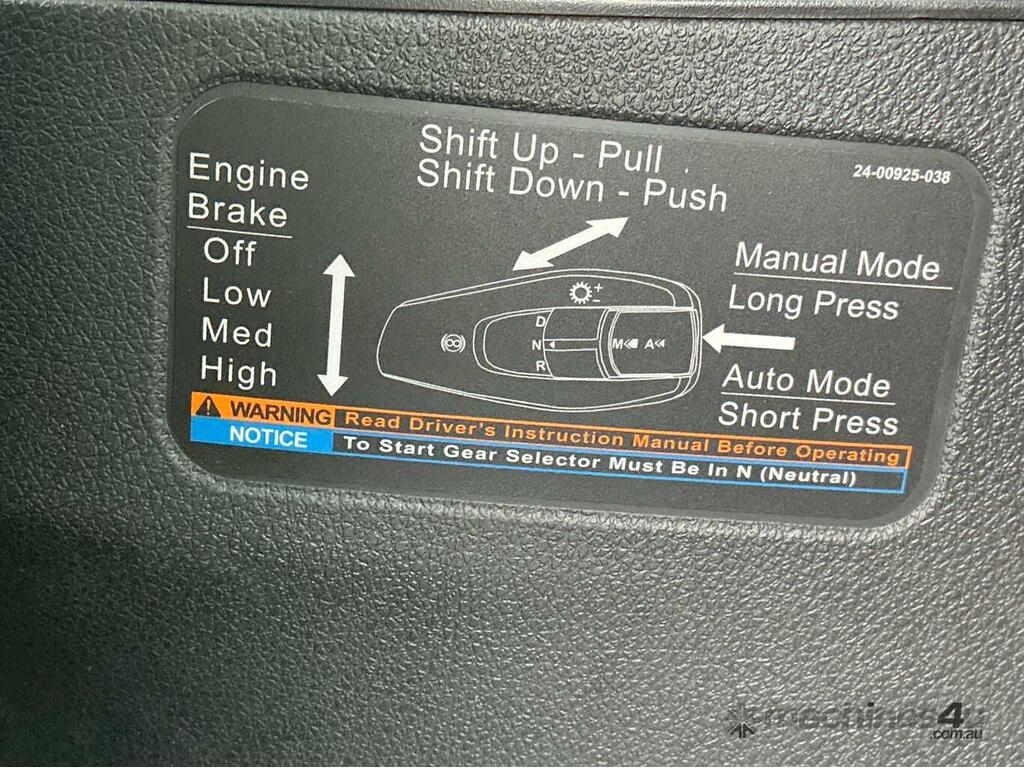 Shift Up - Pull
Shift Down - Push
24-00925-038
Engine
Brake
Off
Low
Med
High
Manual Mode
Long Press
Auto Mode
Short Press
D
N
R
M A
+
-
WARNING Read Driver's Instruction Manual Before Operating
NOTICE To Start Gear Selector Must Be In N (Neutral)
machines4u
.com.au